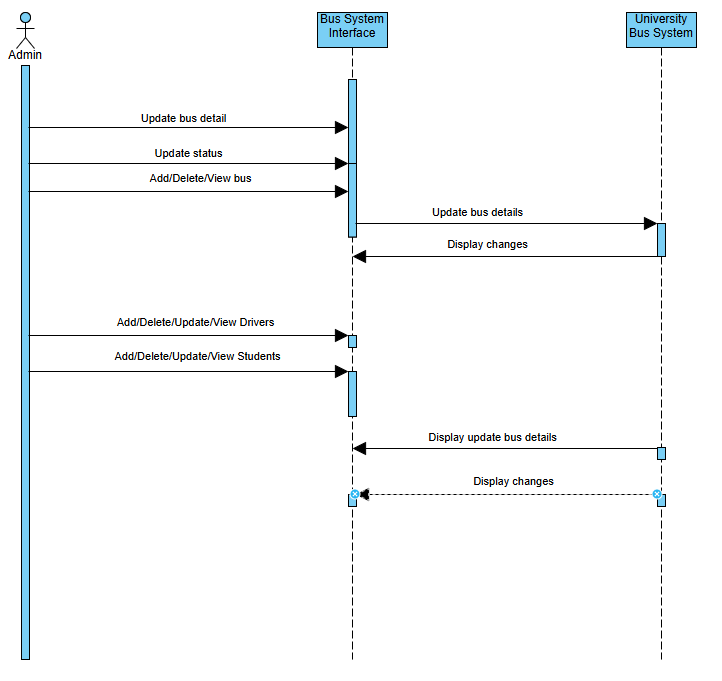 Bus System
Interface
University
Bus System
Admin
Update bus detail
Update status
Add/Delete/View bus
Update bus details
Display changes
Add/Delete/Update/View Drivers
Add/Delete/Update/View Students
Display update bus details
Display changes